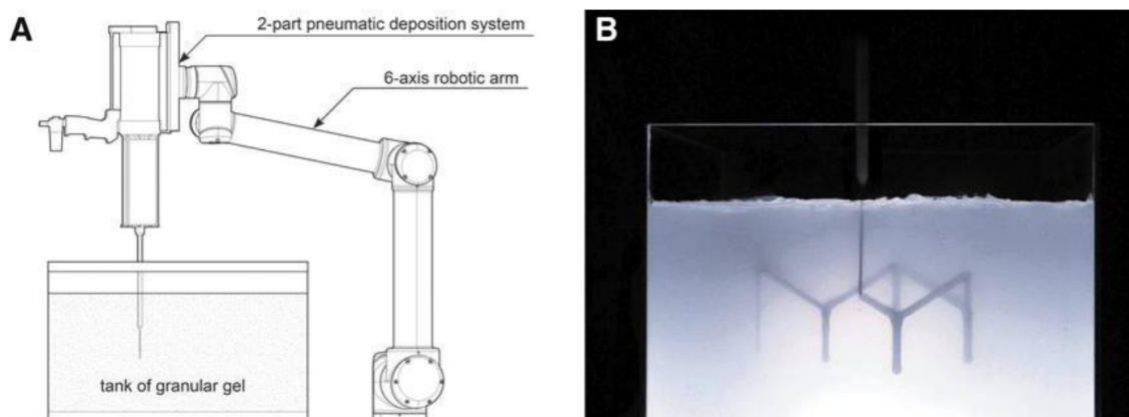 A
2-part pneumatic deposition system
6-axis robotic arm
tank of granular gel
B